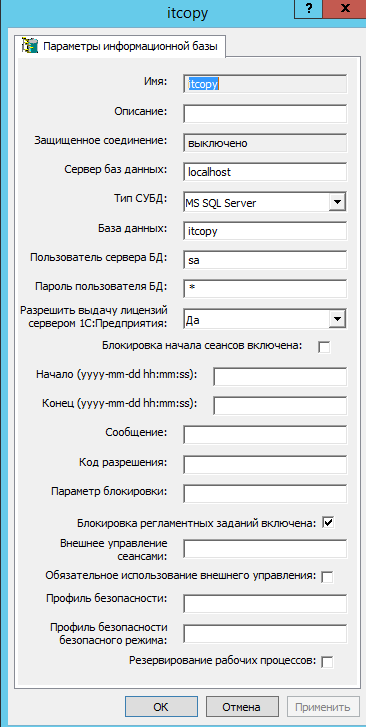 itcopy
? x
Параметры информационной базы
Имя: itcopy
Описание:
Защищенное соединение: выключено
Сервер баз данных: localhost
Тип СУБД: MS SQL Server
База данных: itcopy
Пользователь сервера БД: sa
Пароль пользователя БД: *
Разрешить выдачу лицензий
сервером 1С:Предприятия: Да
Блокировка начала сеансов включена:
Начало (yyyy-mm-dd hh:mm:ss):
Конец (yyyy-mm-dd hh:mm:ss):
Сообщение:
Код разрешения:
Параметр блокировки:
Блокировка регламентных заданий включена:
Внешнее управление
сеансами:
Обязательное использование внешнего управления:
Профиль безопасности:
Профиль безопасности
безопасного режима:
Резервирование рабочих процессов:
OK Отмена Применить